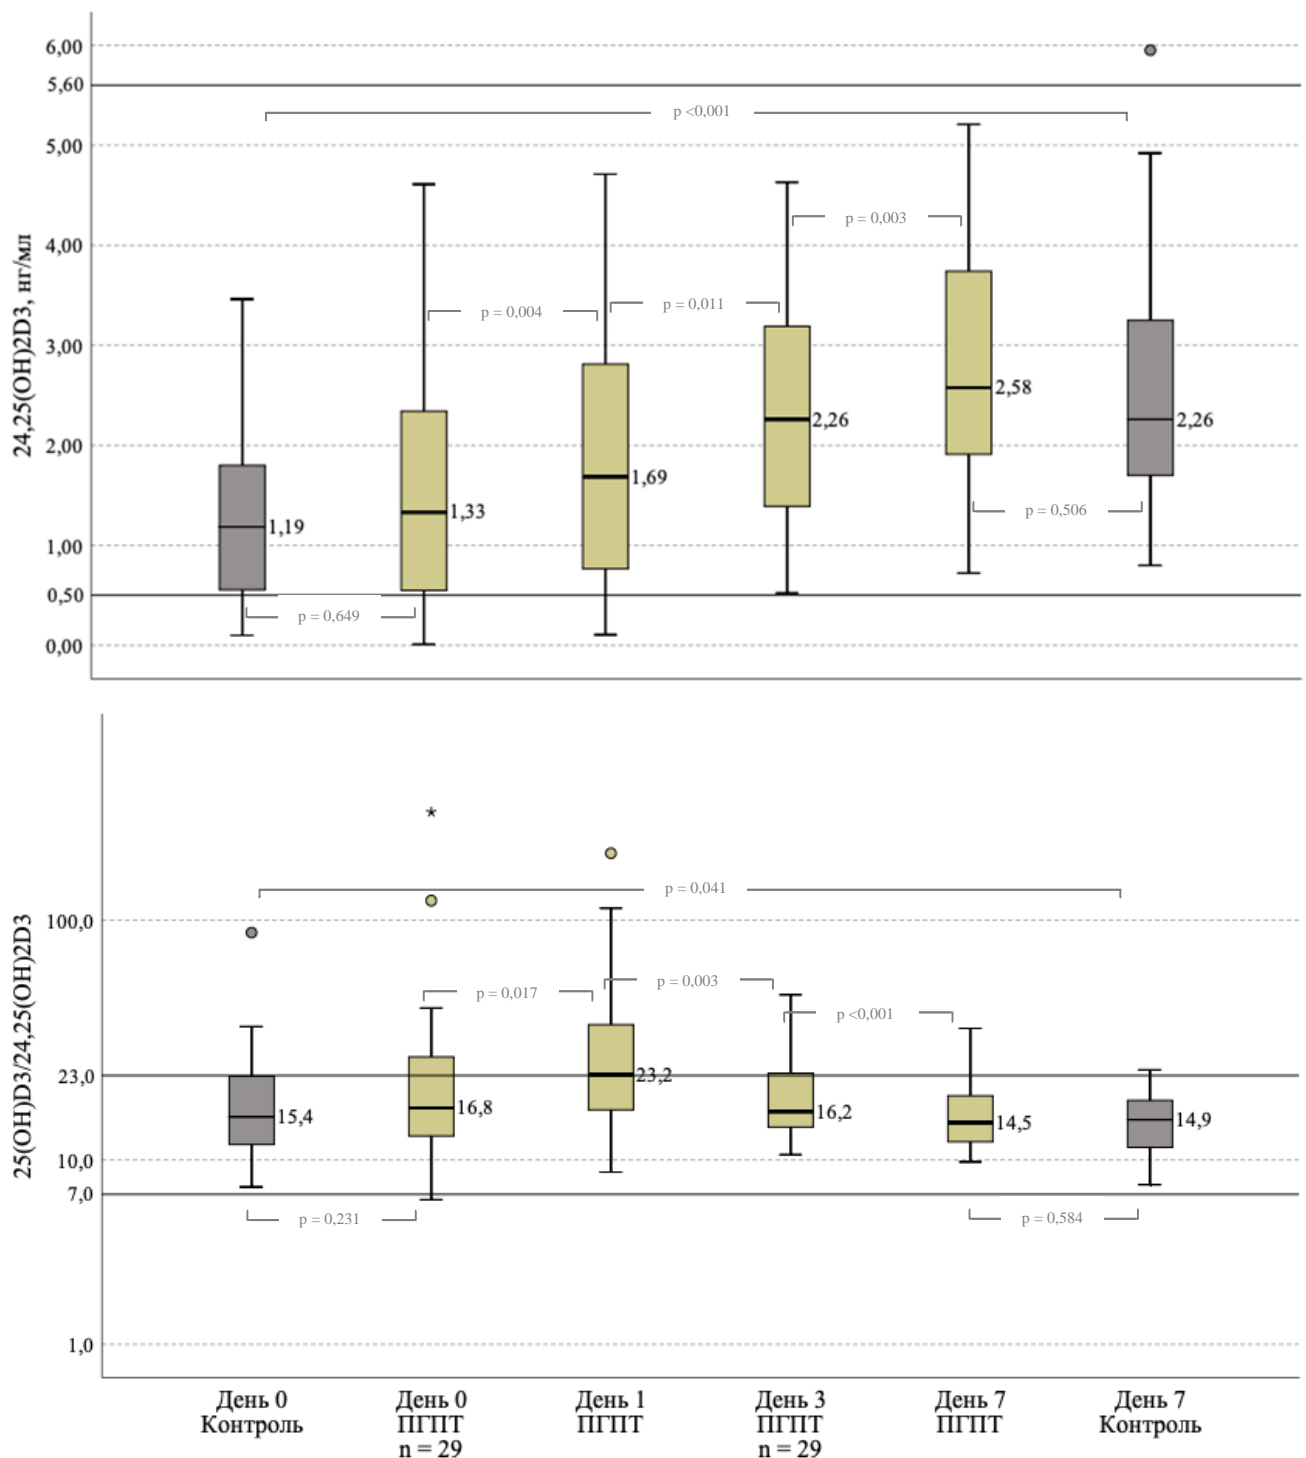 6,00
5,60
p <0,001
5,00
p = 0,003
4,00
p = 0,004
p = 0,011
3,00
2,58
2,26
2,26
2,00
1,69
1,33
1,19
p = 0,506
1,00
0,50
p = 0,649
0,00
24,25(OH)2D3, нг/мл
*
p = 0,041
100,0
p = 0,017
p = 0,003
p <0,001
23,0
23,2
15,4
16,8
16,2
14,5
14,9
10,0
7,0
p = 0,231
p = 0,584
1,0
25(OH)D3/24,25(OH)2D3
День 0 День 0 День 1 День 3 День 7 День 7
Контроль ПГПТ ПГПТ ПГПТ ПГПТ Контроль
n = 29 n = 29